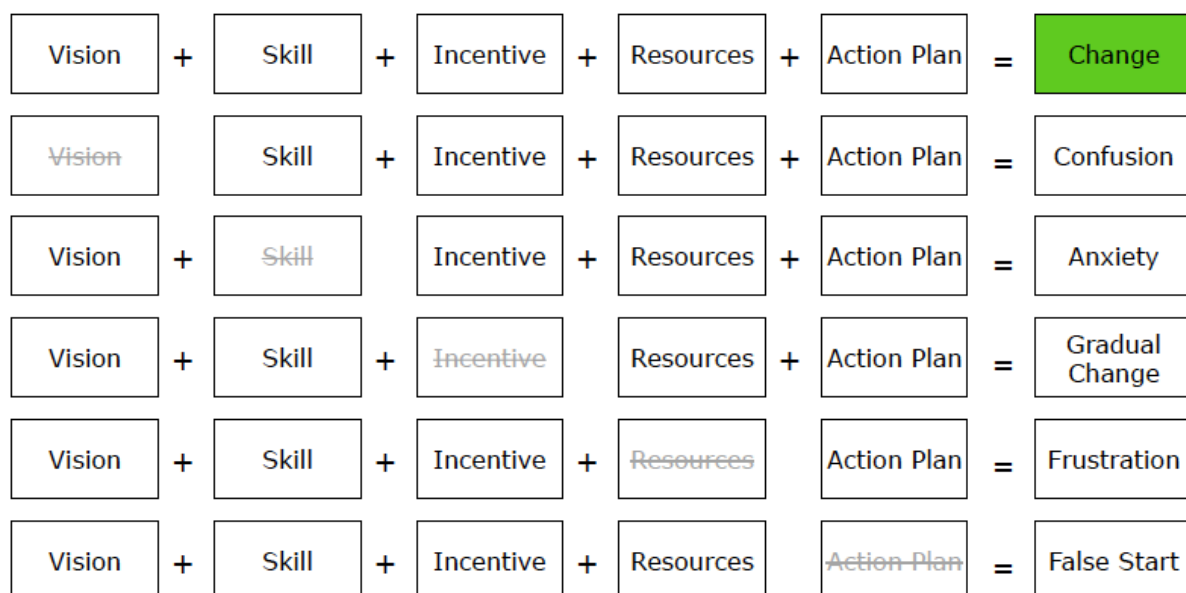 Vision + Skill + Incentive + Resources + Action Plan = Change
Vision Skill + Incentive + Resources + Action Plan = Confusion
Vision + Skill Incentive + Resources + Action Plan = Anxiety
Vision + Skill + Incentive Resources + Action Plan = Gradual
Change
Vision + Skill + Incentive + Resources Action Plan = Frustration
Vision + Skill + Incentive + Resources Action Plan = False Start